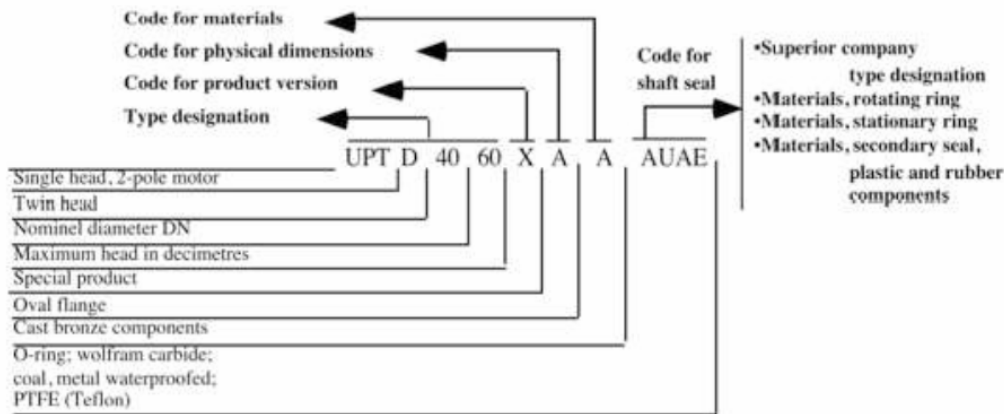 Code for materials
Code for physical dimensions
Code for product version
Type designation
Code for
shaft seal
•Superior company
type designation
•Materials, rotating ring
•Materials, stationary ring
•Materials, secondary seal,
plastic and rubber
components
UPT D 40 60 X A A AUAE
Single head, 2-pole motor
Twin head
Nominel diameter DN
Maximum head in decimetres
Special product
Oval flange
Cast bronze components
O-ring; wolfram carbide;
coal, metal waterproofed;
PTFE (Teflon)